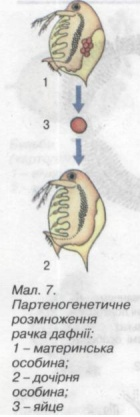 1
3
2
Мал. 7.
Партеногенетичне
розмноження
рачка дафнії:
1 – материнська
особина;
2 – дочірня
особина;
3 – яйце